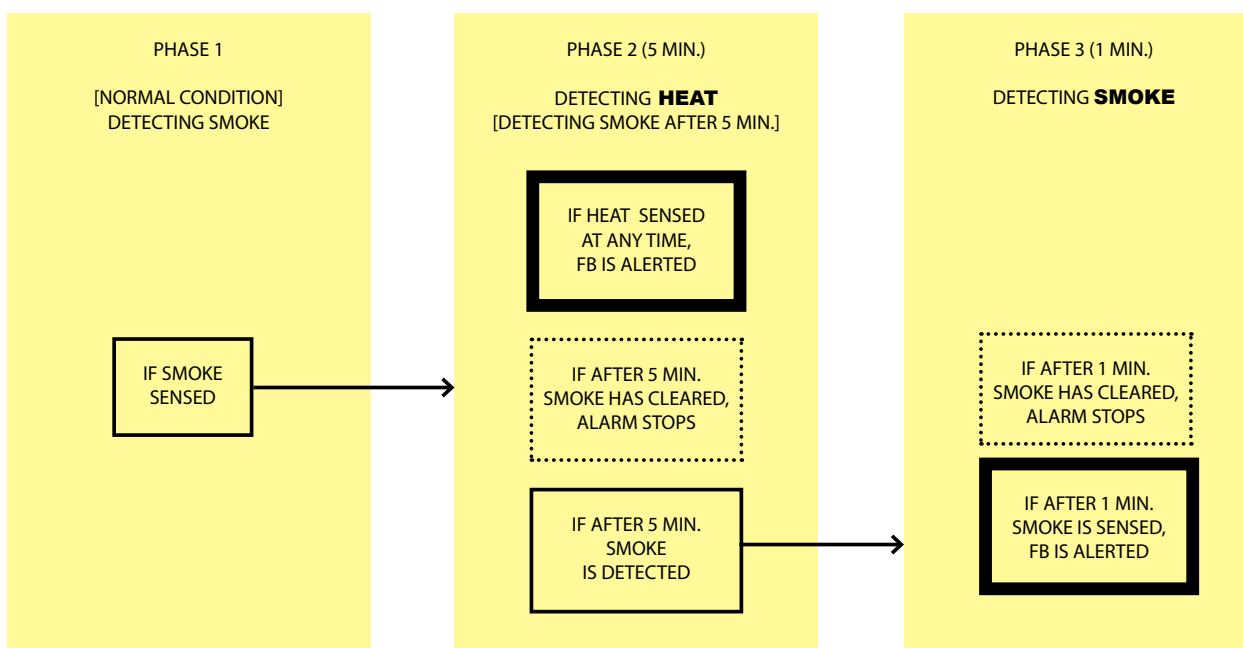 PHASE 1
[NORMAL CONDITION]
DETECTING SMOKE
IF SMOKE
SENSED
PHASE 2 (5 MIN.)
DETECTING HEAT
[DETECTING SMOKE AFTER 5 MIN.]
IF HEAT SENSED
AT ANY TIME,
FB IS ALERTED
IF AFTER 5 MIN.
SMOKE HAS CLEARED,
ALARM STOPS
IF AFTER 5 MIN.
SMOKE
IS DETECTED
PHASE 3 (1 MIN.)
DETECTING SMOKE
IF AFTER 1 MIN.
SMOKE HAS CLEARED,
ALARM STOPS
IF AFTER 1 MIN.
SMOKE IS SENSED,
FB IS ALERTED